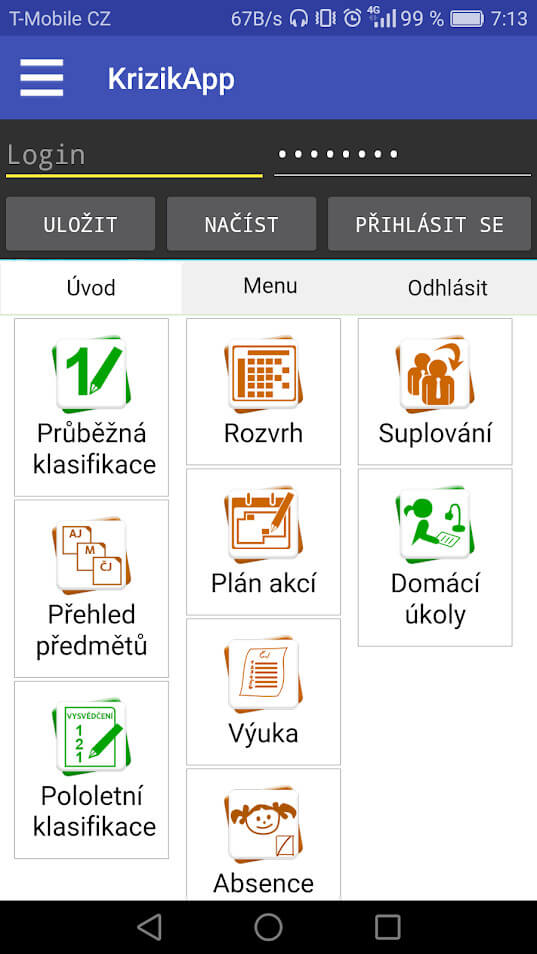 T-Mobile CZ 67B/s 4G 99 % 7:13
KrizikApp
Login ••••••••
ULOŽIT NAČÍST PŘIHLÁSIT SE
Úvod Menu Odhlásit
1
Průběžná
klasifikace
Rozvrh
Suplování
AJ
M
ČJ
Přehled
předmětů
Plán akcí
Domácí
úkoly
VYSVĚDČENÍ
1
2
1
Pololetní
klasifikace
Výuka
Absence